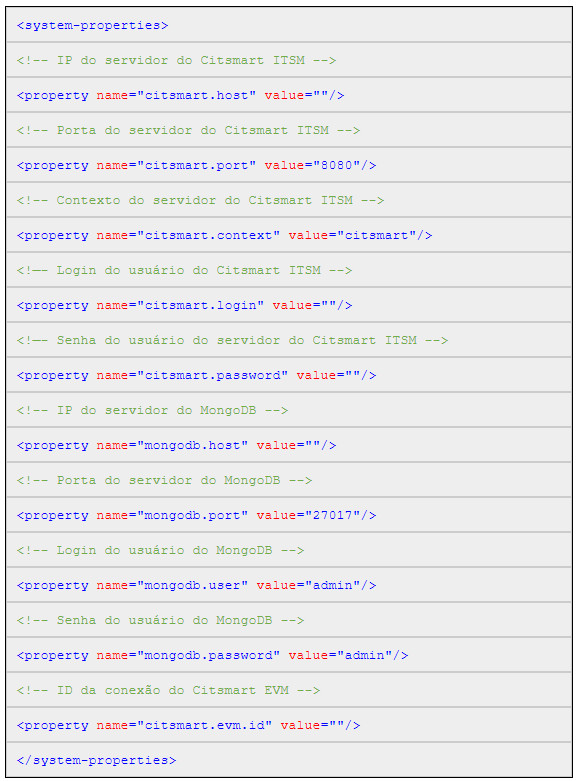 <system-properties>
<!-- IP do servidor do Citsmart ITSM -->
<property name="citsmart.host" value=""/>
<!-- Porta do servidor do Citsmart ITSM -->
<property name="citsmart.port" value="8080"/>
<!-- Contexto do servidor do Citsmart ITSM -->
<property name="citsmart.context" value="citsmart"/>
<!–– Login do usuário do Citsmart ITSM -->
<property name="citsmart.login" value=""/>
<!–– Senha do usuário do servidor do Citsmart ITSM -->
<property name="citsmart.password" value=""/>
<!-- IP do servidor do MongoDB -->
<property name="mongodb.host" value=""/>
<!-- Porta do servidor do MongoDB -->
<property name="mongodb.port" value="27017"/>
<!-- Login do usuário do MongoDB -->
<property name="mongodb.user" value="admin"/>
<!-- Senha do usuário do MongoDB -->
<property name="mongodb.password" value="admin"/>
<!-- ID da conexão do Citsmart EVM -->
<property name="citsmart.evm.id" value=""/>
</system-properties>